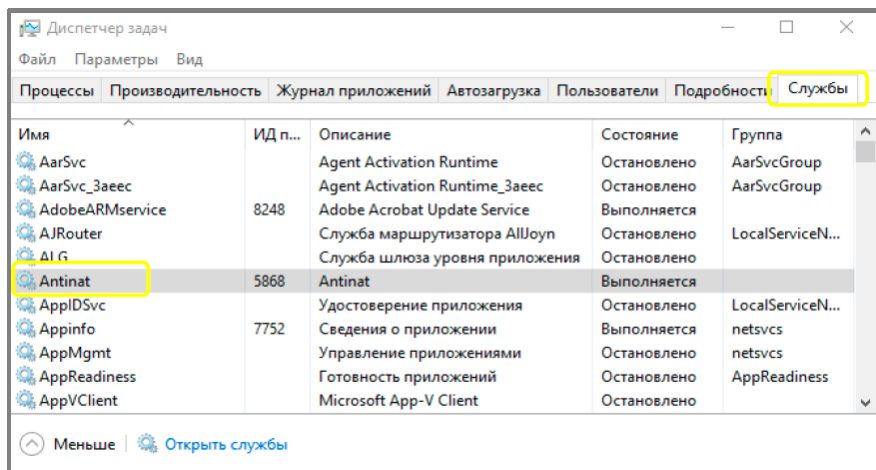 Диспетчер задач
Файл Параметры Вид
Процессы Производительность Журнал приложений Автозагрузка Пользователи Подробности Службы
Имя ИД п... Описание Состояние Группа
AarSvc Agent Activation Runtime Остановлено AarSvcGroup
AarSvc_3aeec Agent Activation Runtime_3aeec Остановлено AarSvcGroup
AdobeARMservice 8248 Adobe Acrobat Update Service Выполняется
AJRouter Служба маршрутизатора AllJoyn Остановлено LocalServiceN...
ALG Служба шлюза уровня приложения Остановлено
Antinat 5868 Antinat Выполняется
AppIDSvc Удостоверение приложения Остановлено LocalServiceN...
Appinfo 7752 Сведения о приложении Выполняется netsvcs
AppMgmt Управление приложениями Остановлено netsvcs
AppReadiness Готовность приложений Остановлено AppReadiness
AppVClient Microsoft App-V Client Остановлено
Меньше Открыть службы